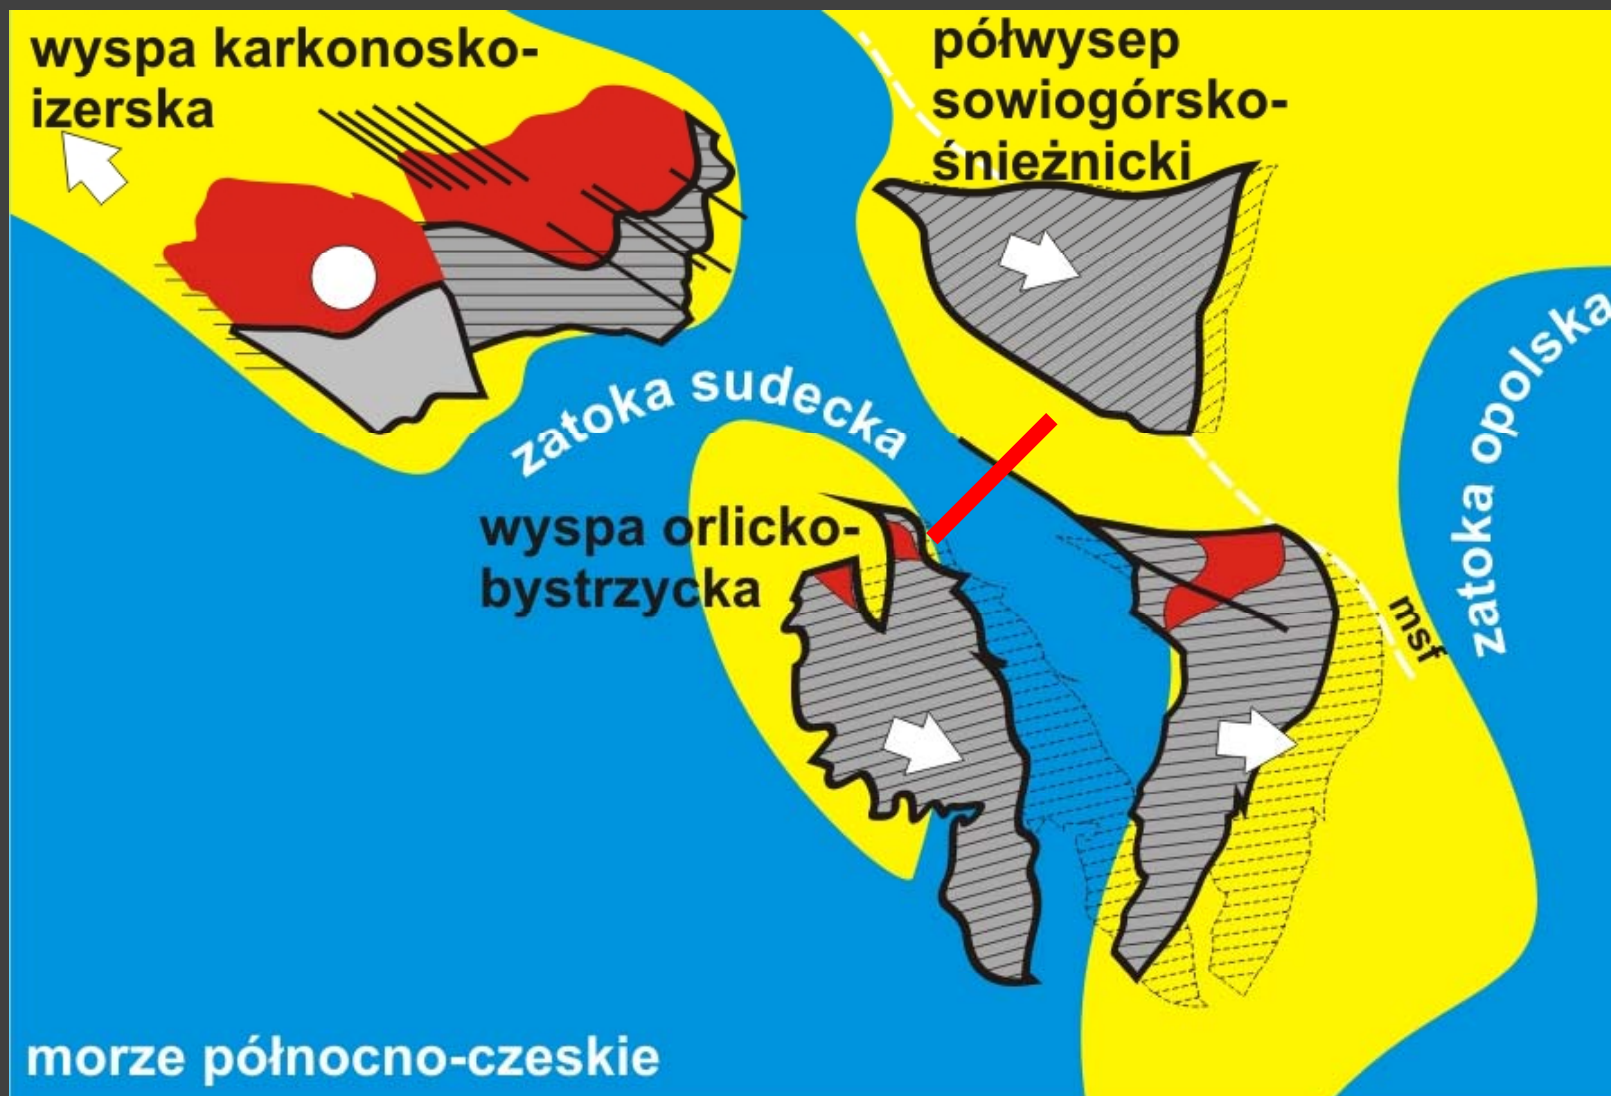 wyspa karkonosko-
izerska
półwysep
sowiogórsko-
śnieżnicki
zatoka sudecka
zatoka opolska
wyspa orlicko-
bystrzycka
msf
morze północno-czeskie